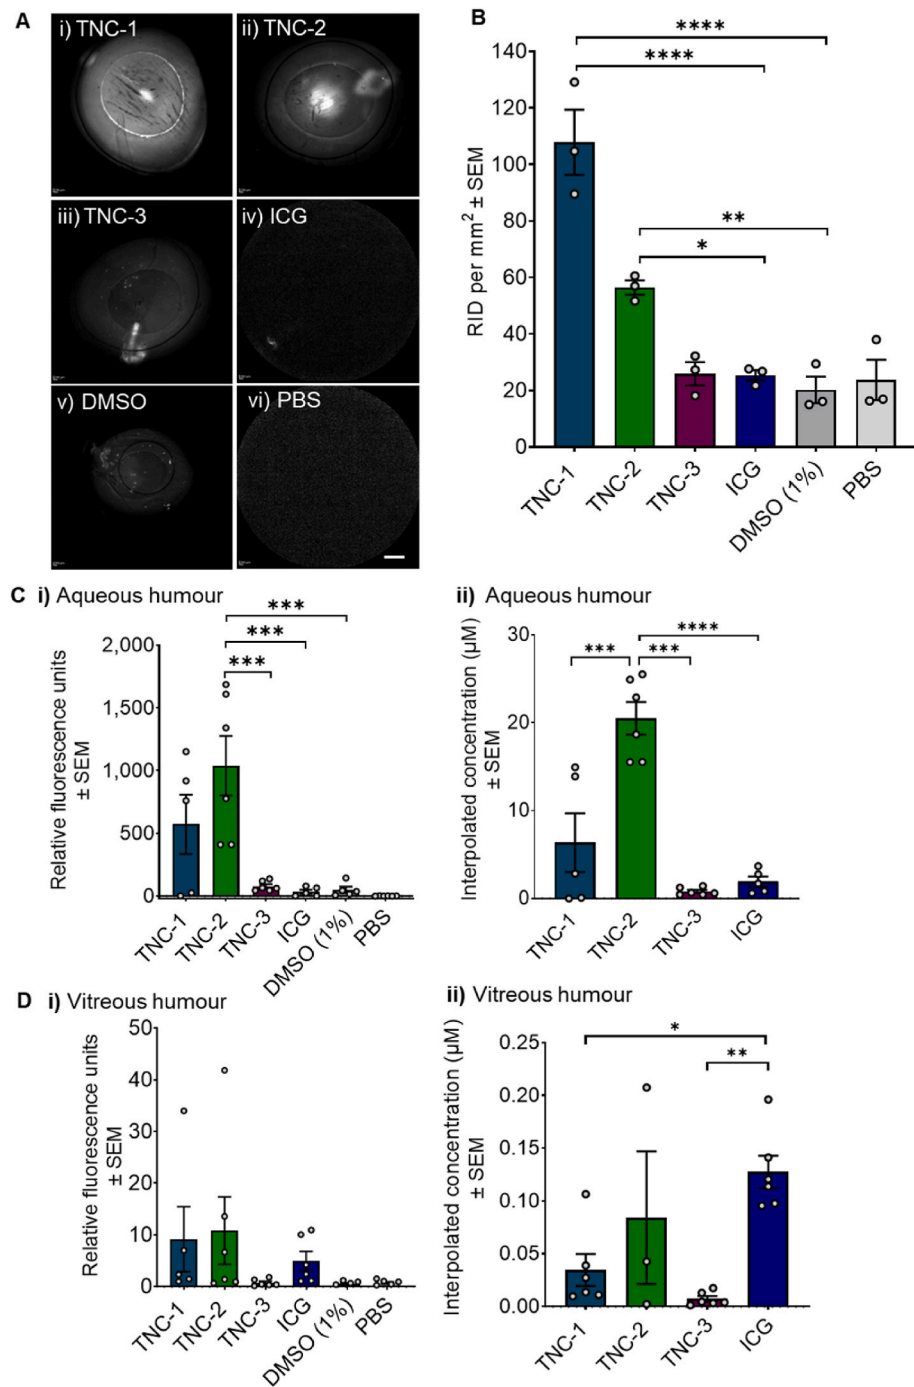 A
i) TNC-1
ii) TNC-2
iii) TNC-3
iv) ICG
v) DMSO
vi) PBS
B
RID per mm² ± SEM
140
120
100
80
60
40
20
0
****
****
**
*
TNC-1
TNC-2
TNC-3
ICG
DMSO (1%)
PBS
C i) Aqueous humour
Relative fluorescence units
± SEM
2,000
1,500
1,000
500
0
***
***
***
TNC-1
TNC-2
TNC-3
ICG
DMSO (1%)
PBS
ii) Aqueous humour
Interpolated concentration (µM)
± SEM
30
20
10
0
****
*** ***
TNC-1
TNC-2
TNC-3
ICG
D i) Vitreous humour
Relative fluorescence units
± SEM
50
40
30
20
10
0
TNC-1
TNC-2
TNC-3
ICG
DMSO (1%)
PBS
ii) Vitreous humour
Interpolated concentration (µM)
± SEM
0.25
0.20
0.15
0.10
0.05
0.00
*
**
TNC-1
TNC-2
TNC-3
ICG